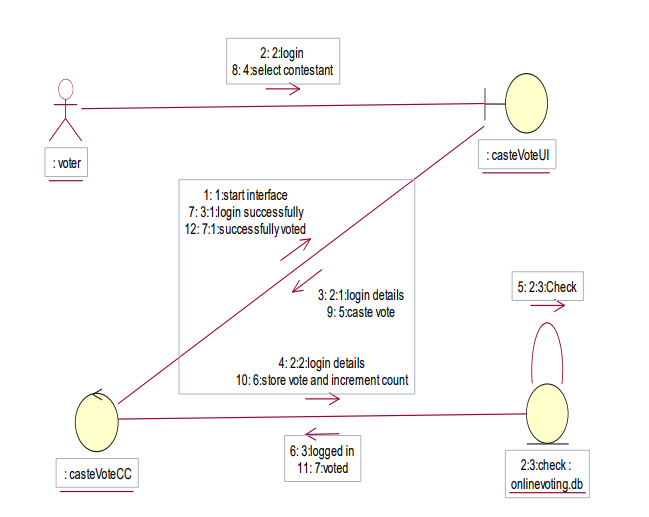 2: 2:login
8: 4:select contestant
: voter
: casteVoteUI
1: 1:start interface
7: 3:1:login successfully
12: 7:1:successfully voted
3: 2:1:login details
9: 5:caste vote
5: 2:3:Check
4: 2:2:login details
10: 6:store vote and increment count
6: 3:logged in
11: 7:voted
: casteVoteCC
2:3:check :
onlinevoting.db